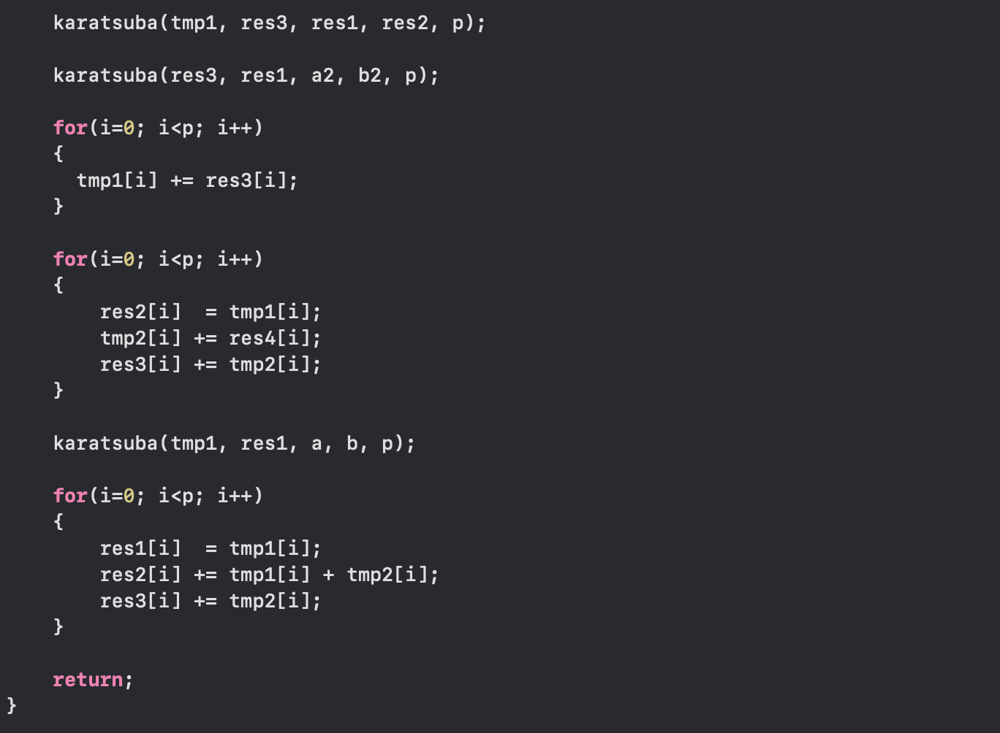 karatsuba(tmp1, res3, res1, res2, p);
karatsuba(res3, res1, a2, b2, p);
for(i=0; i<p; i++)
{
tmp1[i] += res3[i];
}
for(i=0; i<p; i++)
{
res2[i]  = tmp1[i];
tmp2[i] += res4[i];
res3[i] += tmp2[i];
}
karatsuba(tmp1, res1, a, b, p);
for(i=0; i<p; i++)
{
res1[i]  = tmp1[i];
res2[i] += tmp1[i] + tmp2[i];
res3[i] += tmp2[i];
}
return;
}